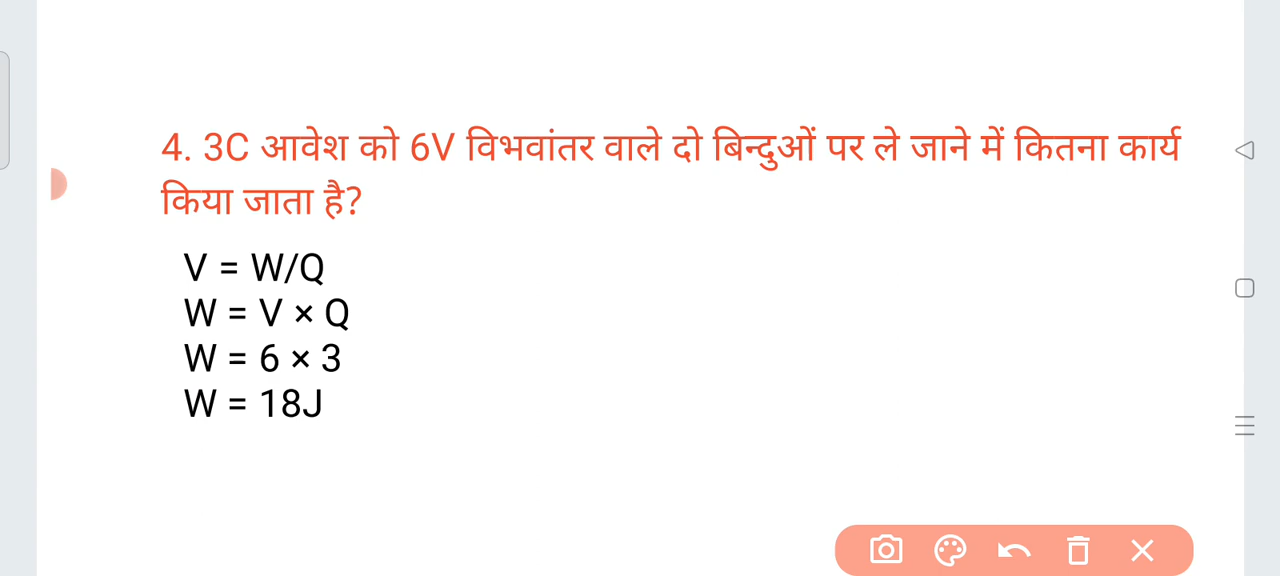 4. 3C आवेश को 6V विभवांतर वाले दो बिन्दुओं पर ले जाने में कितना कार्य
किया जाता है?
V = W/Q
W = V × Q
W = 6 × 3
W = 18J